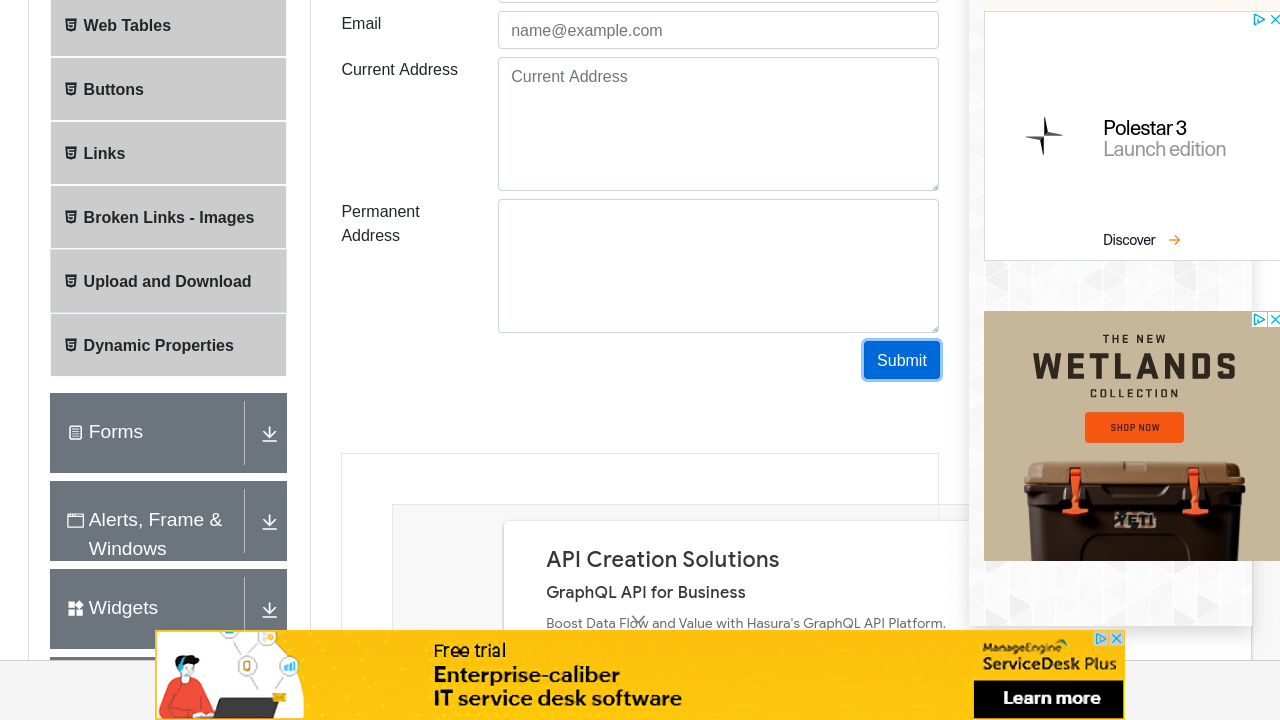 Web Tables
Buttons
Links
Broken Links - Images
Upload and Download
Dynamic Properties
Forms
Alerts, Frame &
Windows
Widgets
Email
name@example.com
Current Address
Current Address
Permanent
Address
Submit
API Creation Solutions
GraphQL API for Business
Boost Data Flow and Value with Hasura's GraphQL API Platform.
Polestar 3
Launch edition
Discover
THE NEW
WETLANDS
COLLECTION
SHOP NOW
YETI
Free trial
Enterprise-caliber
IT service desk software
ManageEngine
ServiceDesk Plus
Learn more